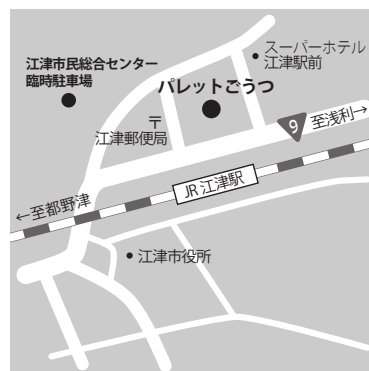 スーパーホテル
江津駅前
江津市民総合センター
臨時駐車場
パレットごうつ
〒
江津郵便局
9
至浅利→
←至都野津
JR江津駅
江津市役所